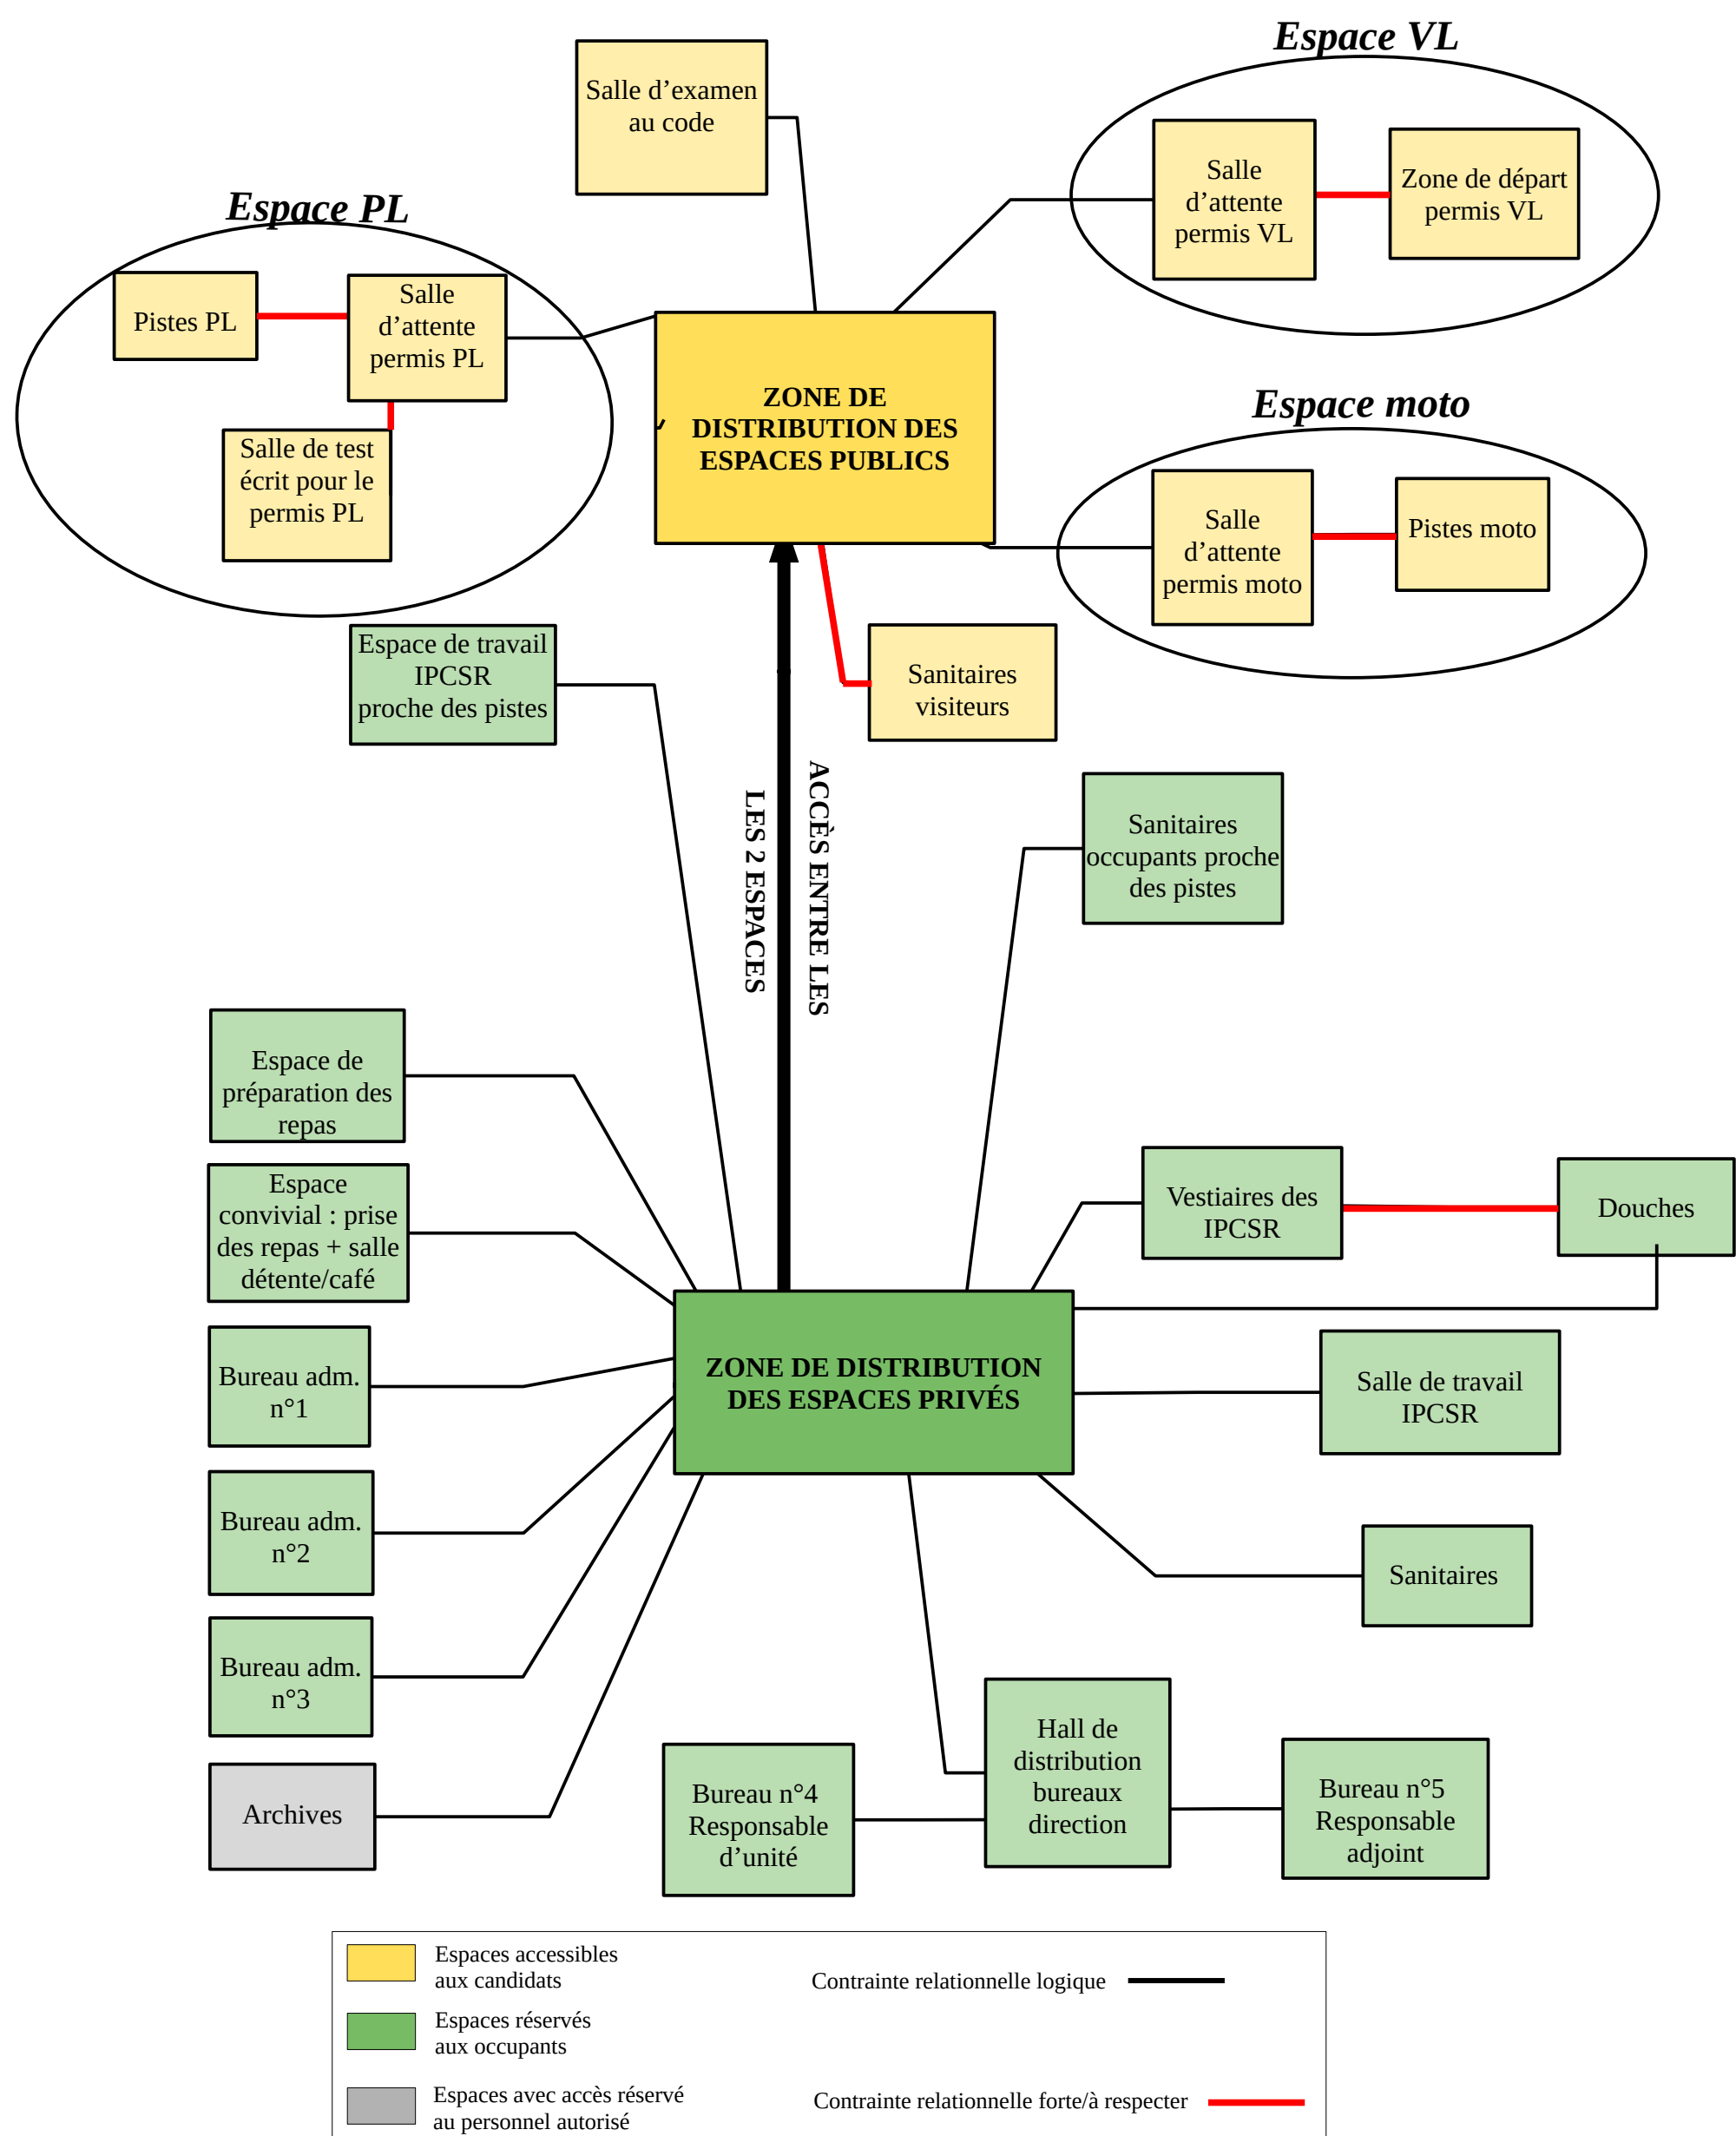 Espace VL
Salle d’examen
au code
Salle
d’attente
permis VL
Zone de départ
permis VL
Espace PL
Pistes PL
Salle
d’attente
permis PL
Salle de test
écrit pour le
permis PL
ZONE DE
DISTRIBUTION DES
ESPACES PUBLICS
Espace moto
Salle
d’attente
permis moto
Pistes moto
Espace de travail
IPCSR
proche des pistes
Sanitaires
visiteurs
ACCÈS ENTRE LES
LES 2 ESPACES
Sanitaires
occupants proche
des pistes
Espace de
préparation des
repas
Espace
convivial : prise
des repas + salle
détente/café
Vestiaires des
IPCSR
Douches
Bureau adm.
n°1
ZONE DE DISTRIBUTION
DES ESPACES PRIVÉS
Salle de travail
IPCSR
Bureau adm.
n°2
Sanitaires
Bureau adm.
n°3
Hall de
distribution
bureaux
direction
Archives
Bureau n°4
Responsable
d’unité
Bureau n°5
Responsable
adjoint
Espaces accessibles
aux candidats
Contrainte relationnelle logique
Espaces réservés
aux occupants
Espaces avec accès réservé
au personnel autorisé
Contrainte relationnelle forte/à respecter